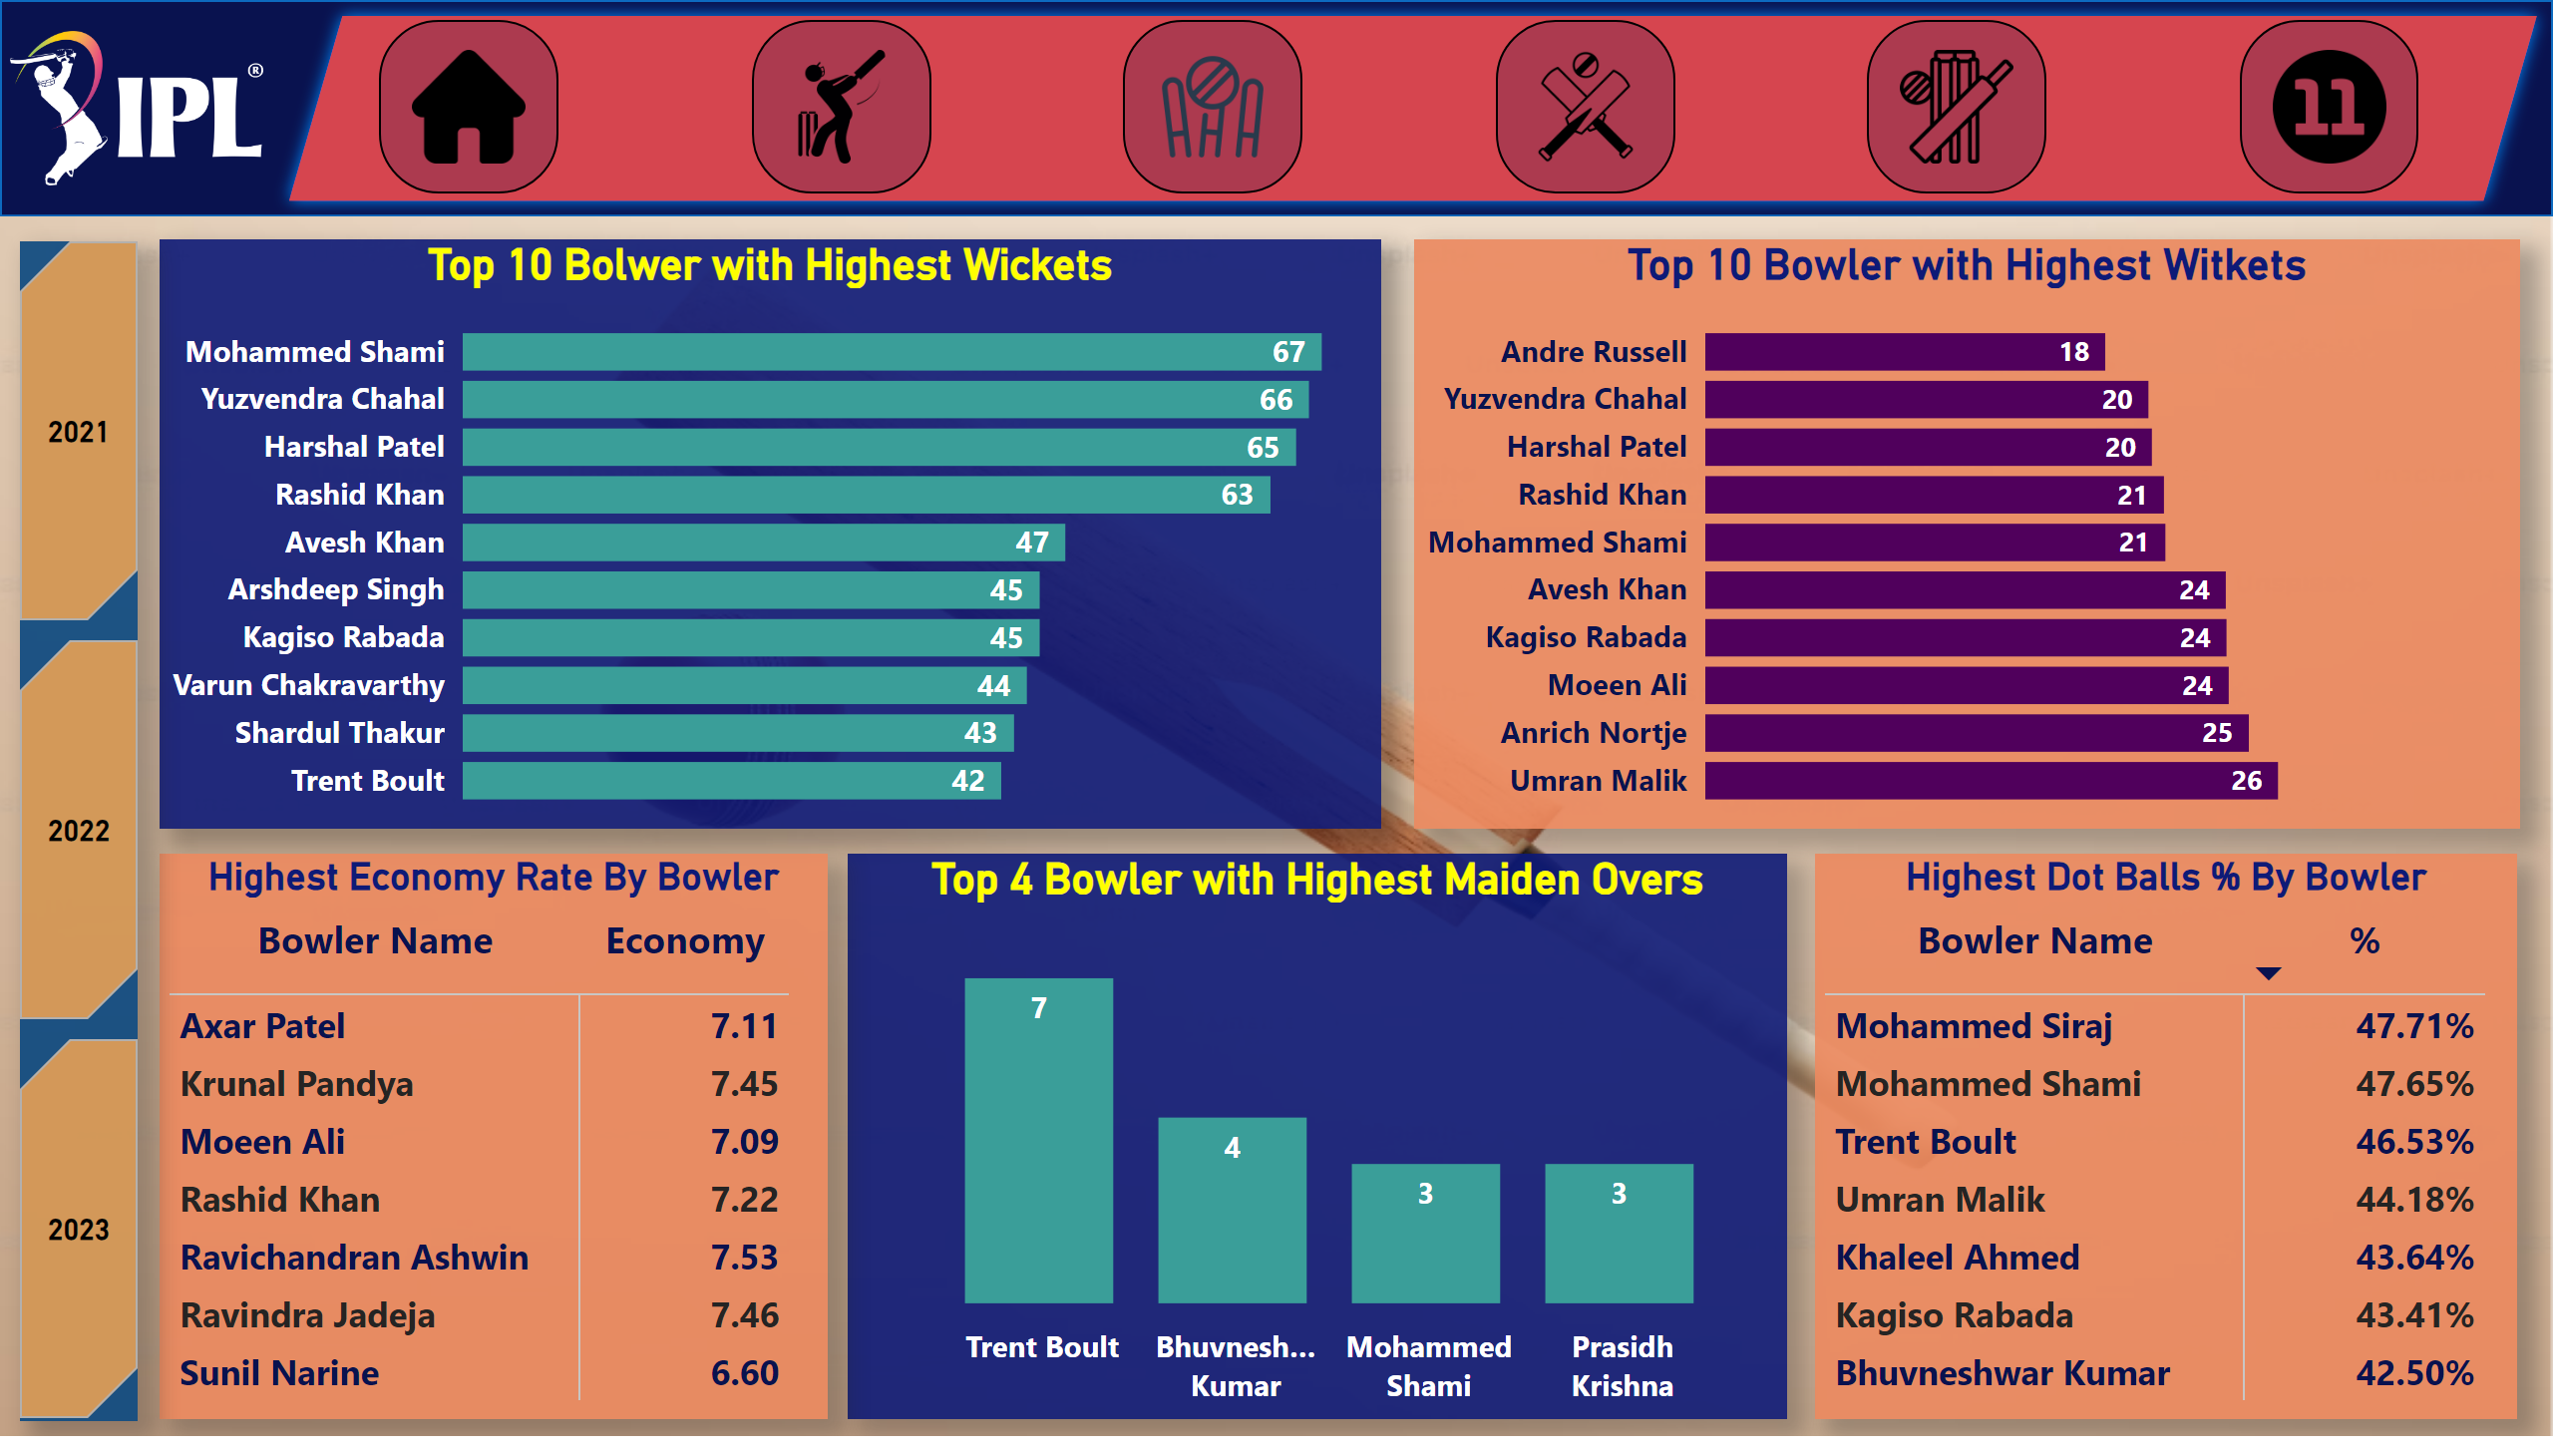 IPL®
11
2021
2022
2023
Top 10 Bolwer with Highest Wickets
Mohammed Shami 67
Yuzvendra Chahal 66
Harshal Patel 65
Rashid Khan 63
Avesh Khan 47
Arshdeep Singh 45
Kagiso Rabada 45
Varun Chakravarthy 44
Shardul Thakur 43
Trent Boult 42
Top 10 Bowler with Highest Witkets
Andre Russell 18
Yuzvendra Chahal 20
Harshal Patel 20
Rashid Khan 21
Mohammed Shami 21
Avesh Khan 24
Kagiso Rabada 24
Moeen Ali 24
Anrich Nortje 25
Umran Malik 26
Highest Economy Rate By Bowler
Bowler Name Economy
Axar Patel 7.11
Krunal Pandya 7.45
Moeen Ali 7.09
Rashid Khan 7.22
Ravichandran Ashwin 7.53
Ravindra Jadeja 7.46
Sunil Narine 6.60
Top 4 Bowler with Highest Maiden Overs
7
4
3
3
Trent Boult
Bhuvnesh...
Kumar
Mohammed
Shami
Prasidh
Krishna
Highest Dot Balls % By Bowler
Bowler Name %
Mohammed Siraj 47.71%
Mohammed Shami 47.65%
Trent Boult 46.53%
Umran Malik 44.18%
Khaleel Ahmed 43.64%
Kagiso Rabada 43.41%
Bhuvneshwar Kumar 42.50%